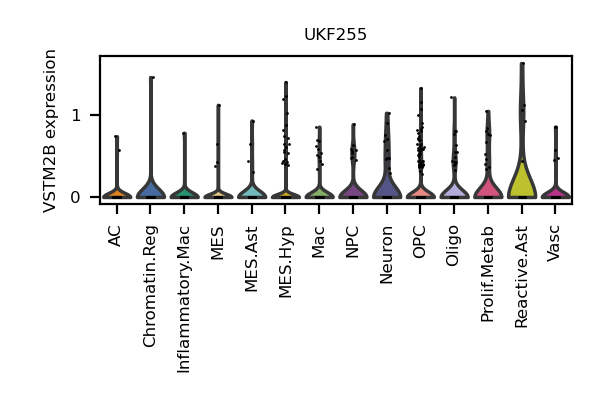 UKF255
VSTM2B expression
1
0
AC
Chromatin.Reg
Inflammatory.Mac
MES
MES.Ast
MES.Hyp
Mac
NPC
Neuron
OPC
Oligo
Prolif.Metab
Reactive.Ast
Vasc